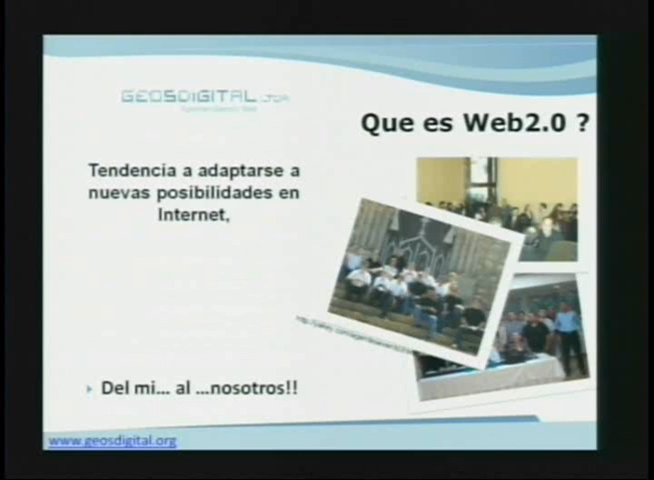 GEOSDIGITAL.
Que es Web2.0 ?
Tendencia a adaptarse a
nuevas posibilidades en
Internet,
Del mi... al ...nosotros!!
www.geosdigital.org